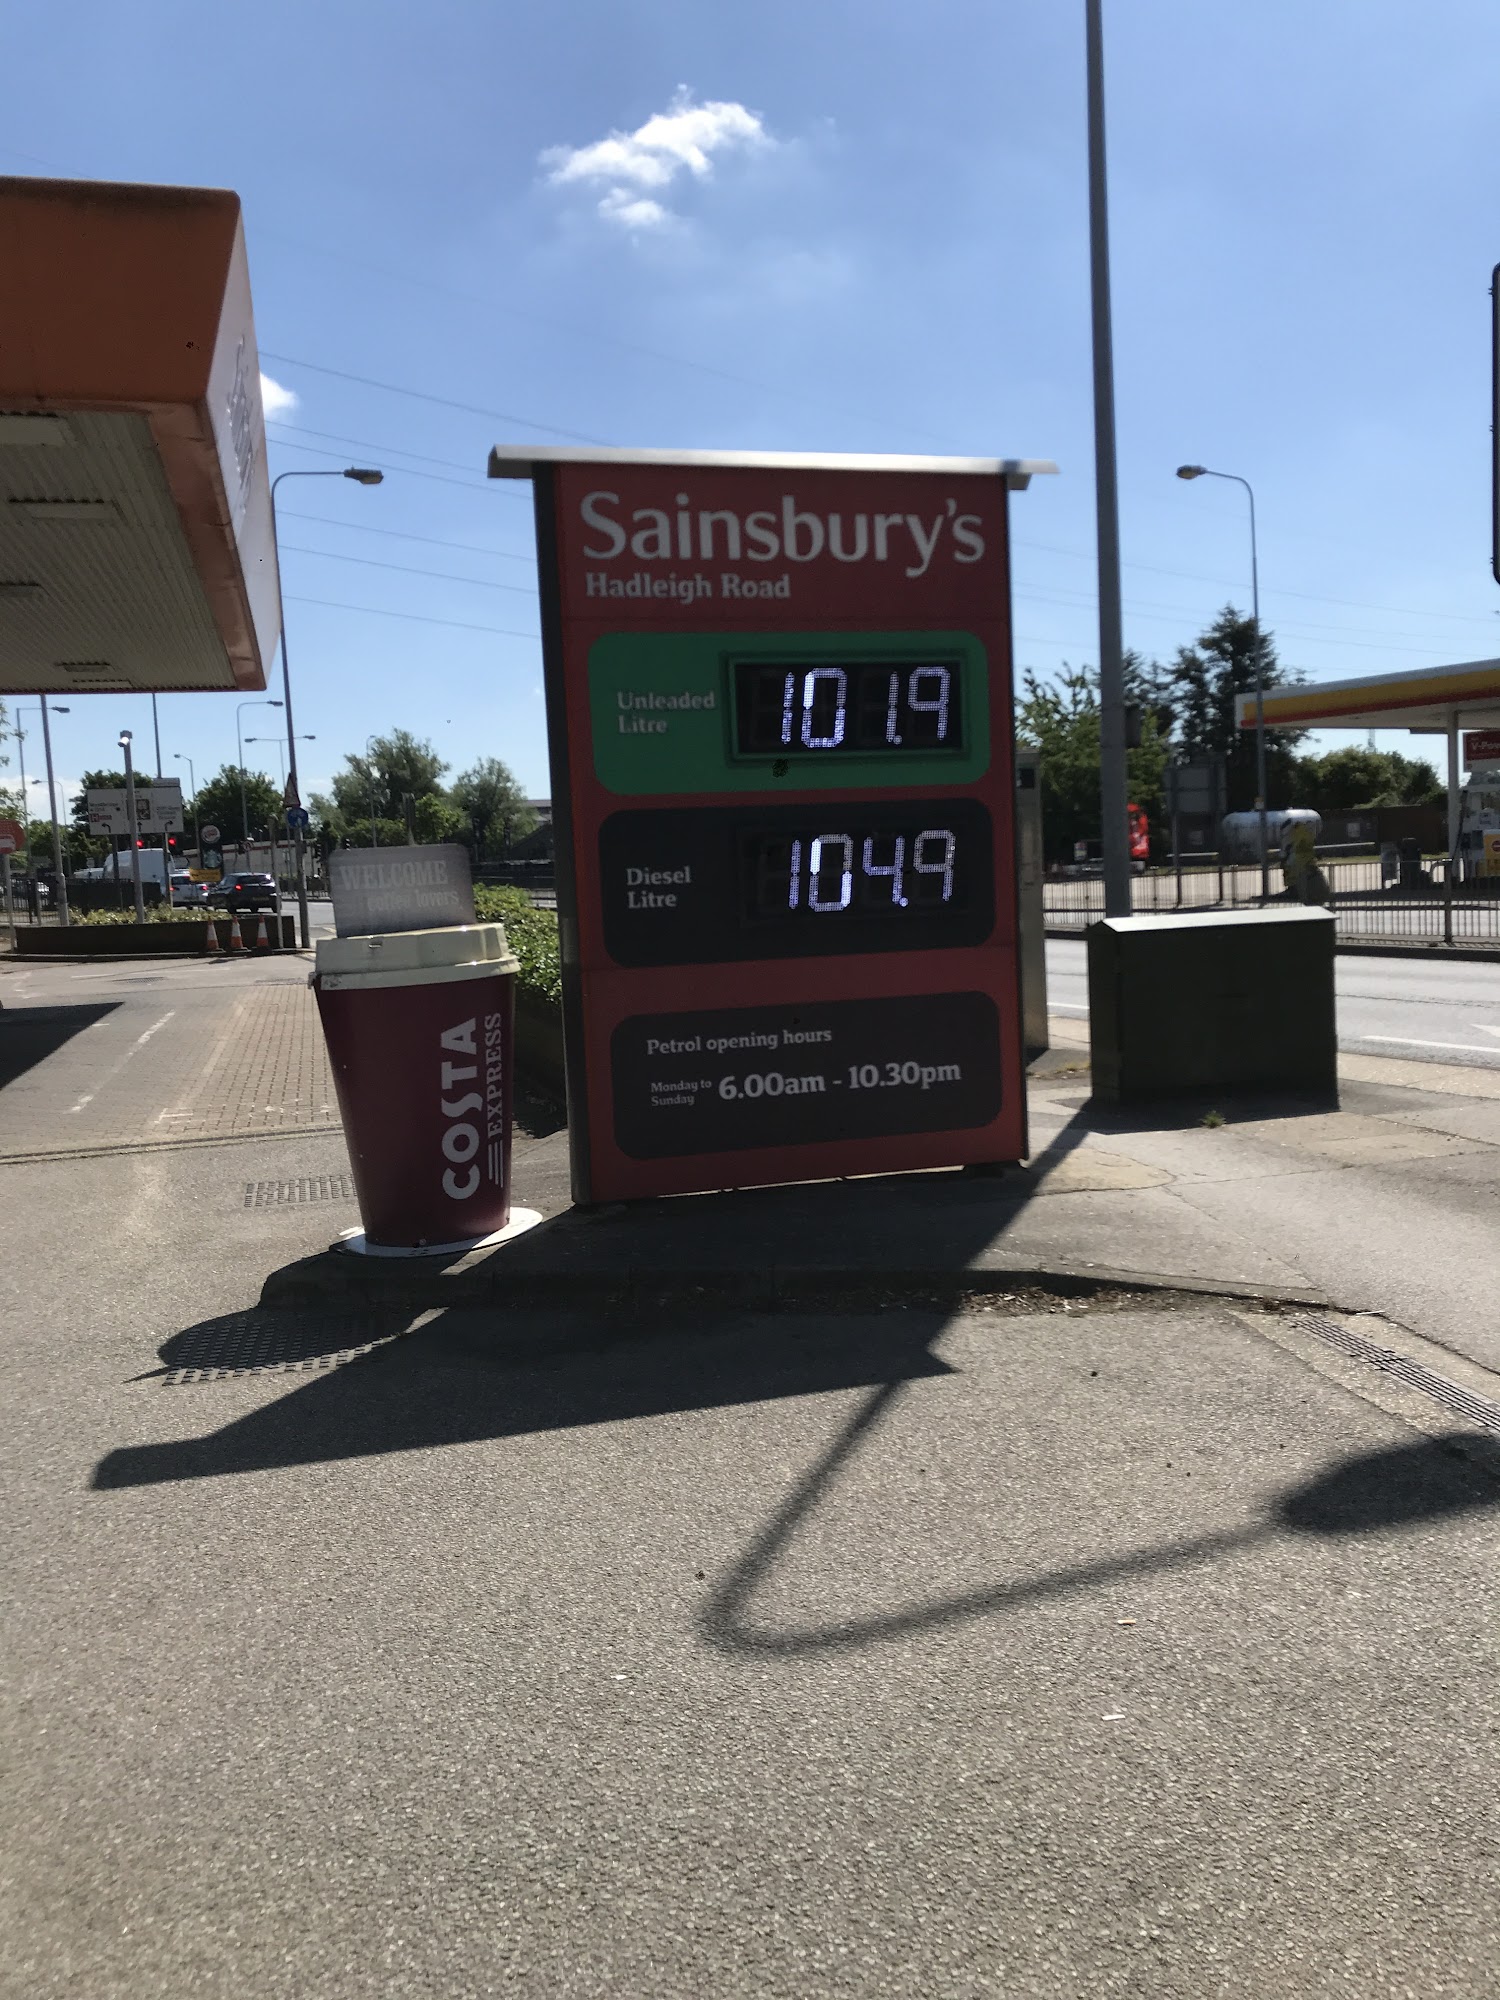 Sainsbury's
Hadleigh Road
Unleaded
Litre
101.9
Diesel
Litre
104.9
Petrol opening hours
Monday to
Sunday
6.00am - 10.30pm
WELCOME
coffee lovers
COSTA
EXPRESS